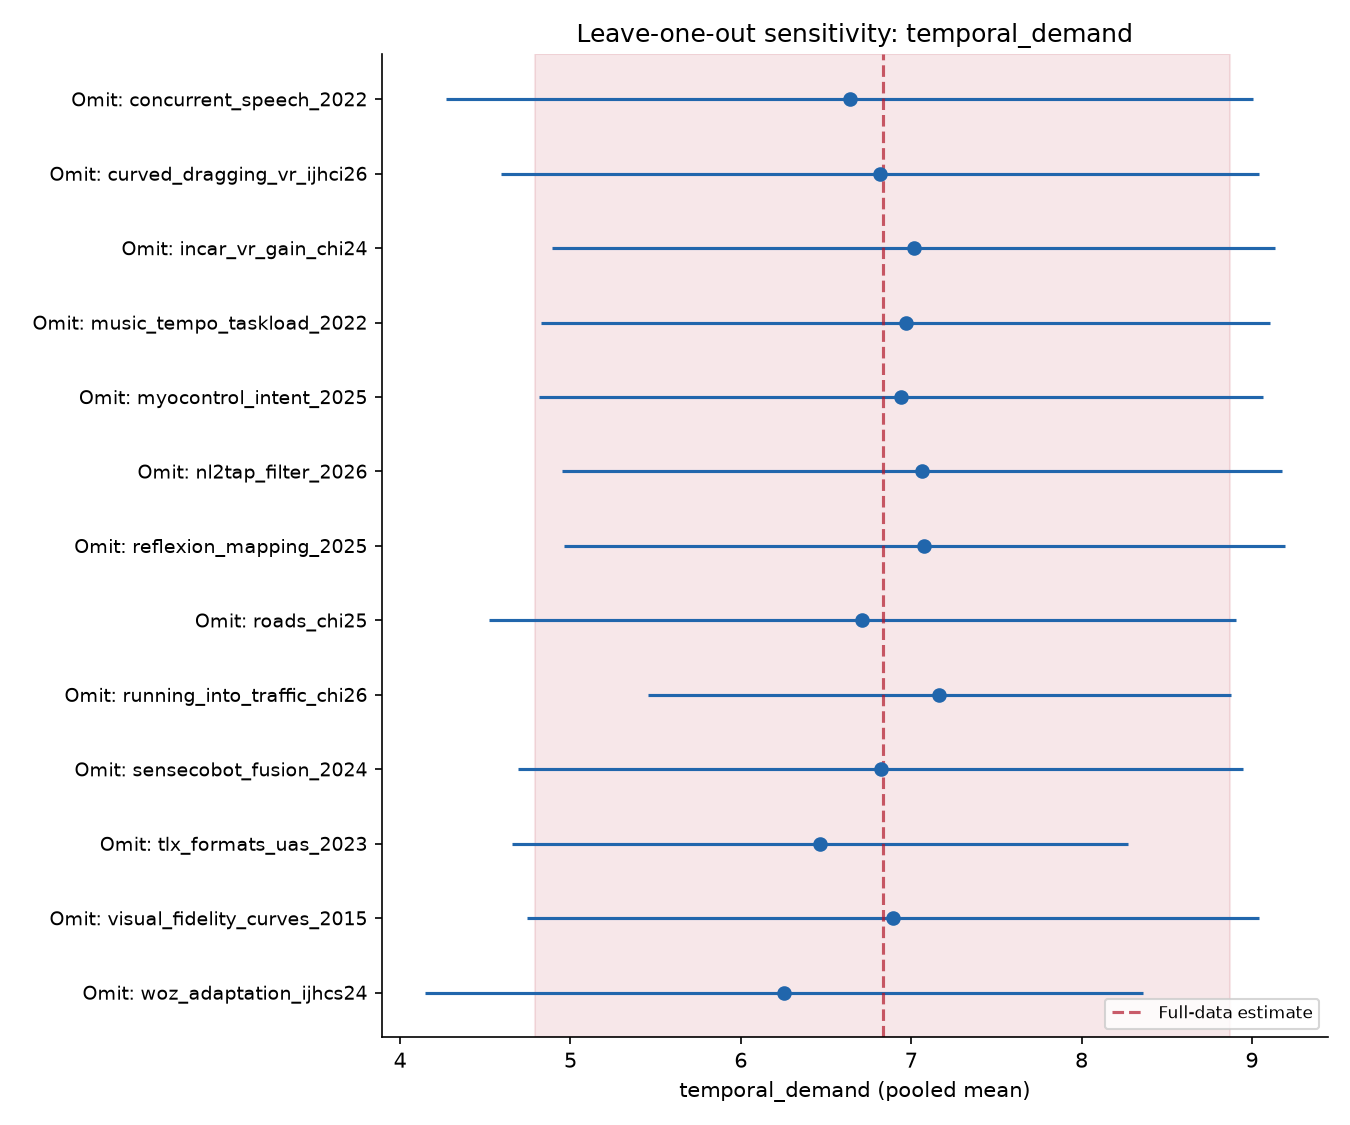 Leave-one-out sensitivity: temporal_demand
Omit: concurrent_speech_2022
Omit: curved_dragging_vr_ijhci26
Omit: incar_vr_gain_chi24
Omit: music_tempo_taskload_2022
Omit: myocontrol_intent_2025
Omit: nl2tap_filter_2026
Omit: reflexion_mapping_2025
Omit: roads_chi25
Omit: running_into_traffic_chi26
Omit: sensecobot_fusion_2024
Omit: tlx_formats_uas_2023
Omit: visual_fidelity_curves_2015
Omit: woz_adaptation_ijhcs24
Full-data estimate
4 5 6 7 8 9
temporal_demand (pooled mean)